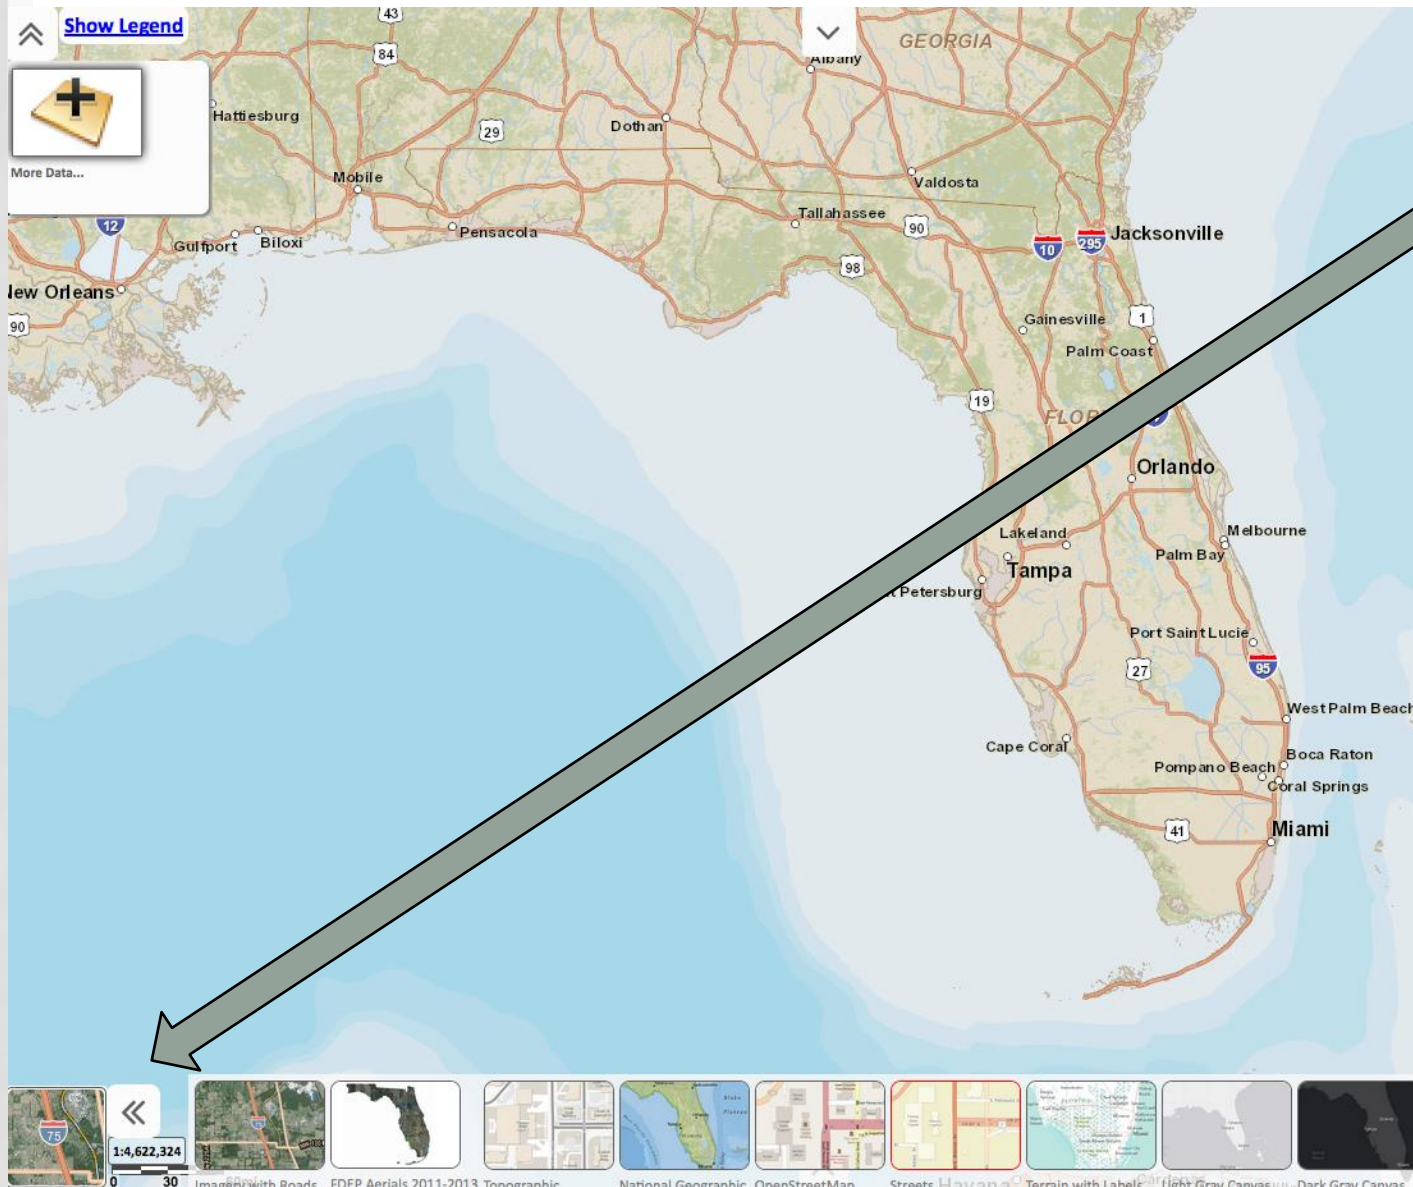 Show Legend
More Data...
43
84
GEORGIA
Albany
Hattiesburg
29
Dothan
Mobile
Valdosta
12
Tallahassee
90
Pensacola
Gulfport
Biloxi
10
295
Jacksonville
98
New Orleans
90
Gainesville
1
Palm Coast
19
Orlando
Lakeland
Melbourne
Palm Bay
Tampa
Petersburg
Port Saint Lucie
27
95
West Palm Beach
Cape Coral
Boca Raton
Pompano Beach
Coral Springs
41
Miami
75
1:4,622,324
0 30 60mi
Imagery with Roads
FDEP Aerials 2011-2013
Topographic
National Geographic
OpenStreetMap
Streets
Havana
Terrain with Labels
Light Gray Canvas
Dark Gray Canvas